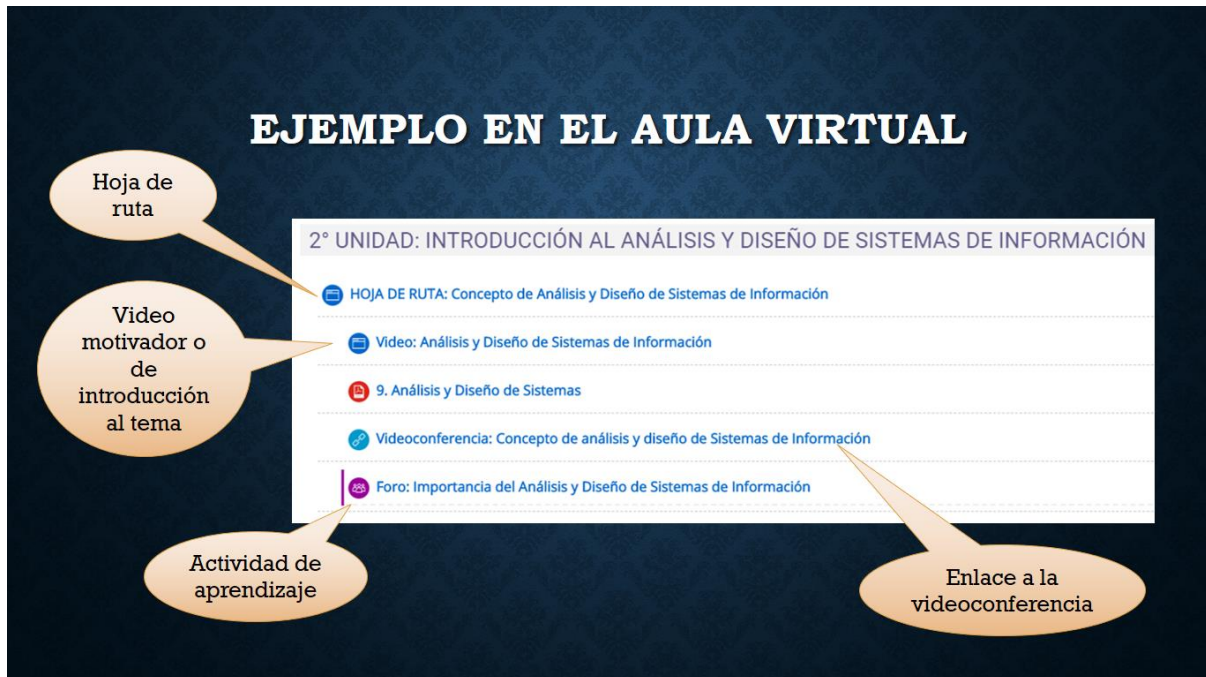 EJEMPLO EN EL AULA VIRTUAL
Hoja de
ruta
2° UNIDAD: INTRODUCCIÓN AL ANÁLISIS Y DISEÑO DE SISTEMAS DE INFORMACIÓN
HOJA DE RUTA: Concepto de Análisis y Diseño de Sistemas de Información
Video
motivador o
de
introducción
al tema
Video: Análisis y Diseño de Sistemas de Información
9. Análisis y Diseño de Sistemas
Videoconferencia: Concepto de análisis y diseño de Sistemas de Información
Foro: Importancia del Análisis y Diseño de Sistemas de Información
Actividad de
aprendizaje
Enlace a la
videoconferencia